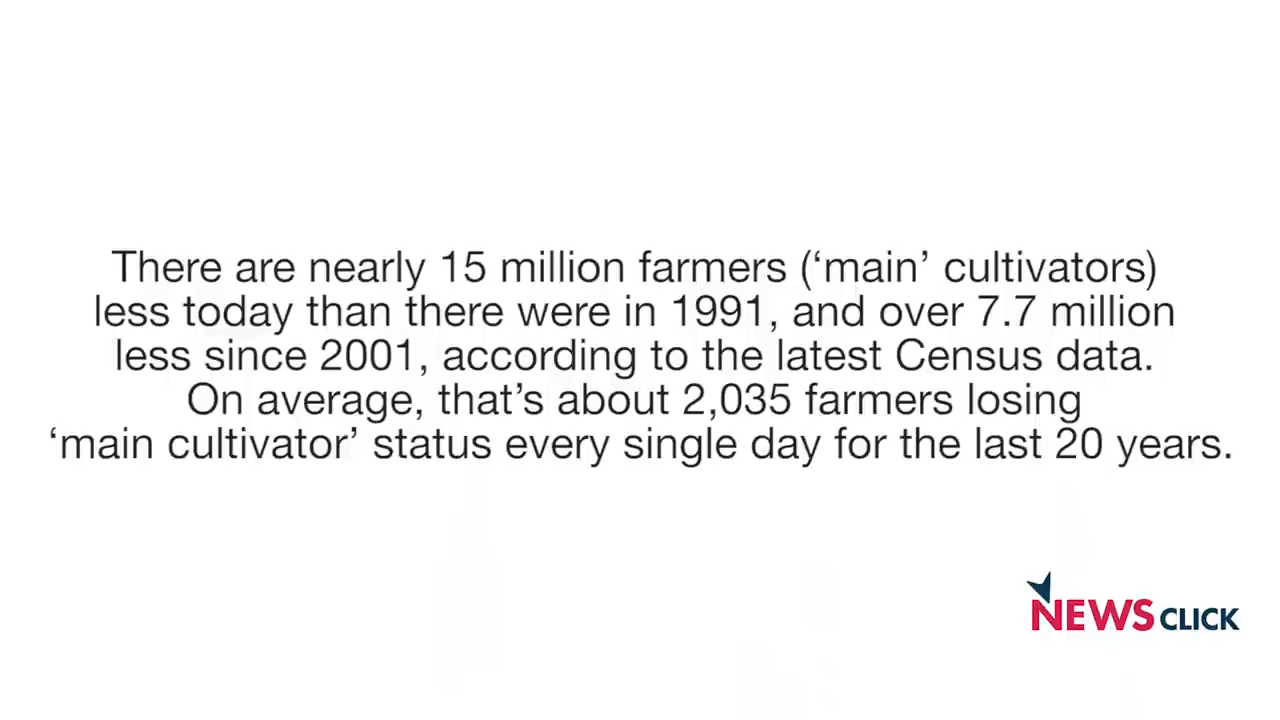 There are nearly 15 million farmers (‘main’ cultivators)
less today than there were in 1991, and over 7.7 million
less since 2001, according to the latest Census data.
On average, that’s about 2,035 farmers losing
‘main cultivator’ status every single day for the last 20 years.
NEWS CLICK